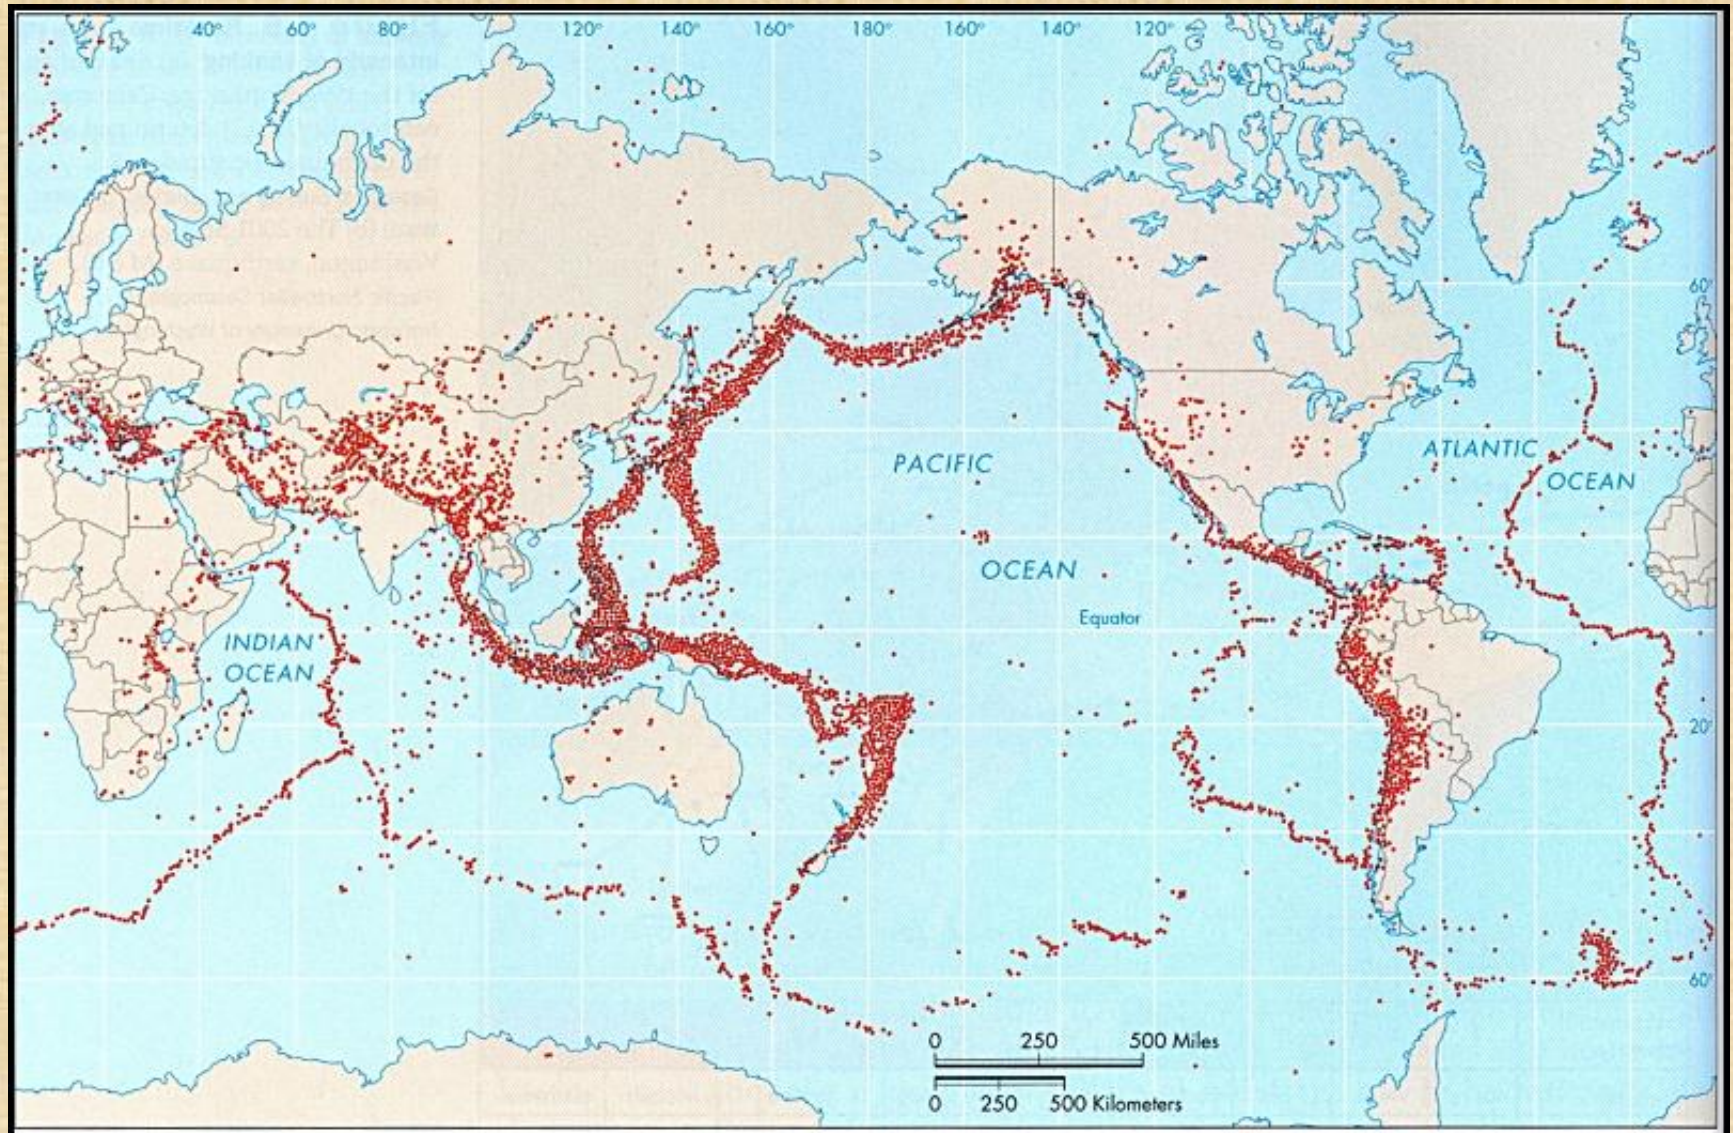 40° 60° 80° 120° 140° 160° 180° 160° 140° 120°
60°
PACIFIC
ATLANTIC
OCEAN
OCEAN
Equator
INDIAN
OCEAN
20°
60°
0 250 500 Miles
0 250 500 Kilometers